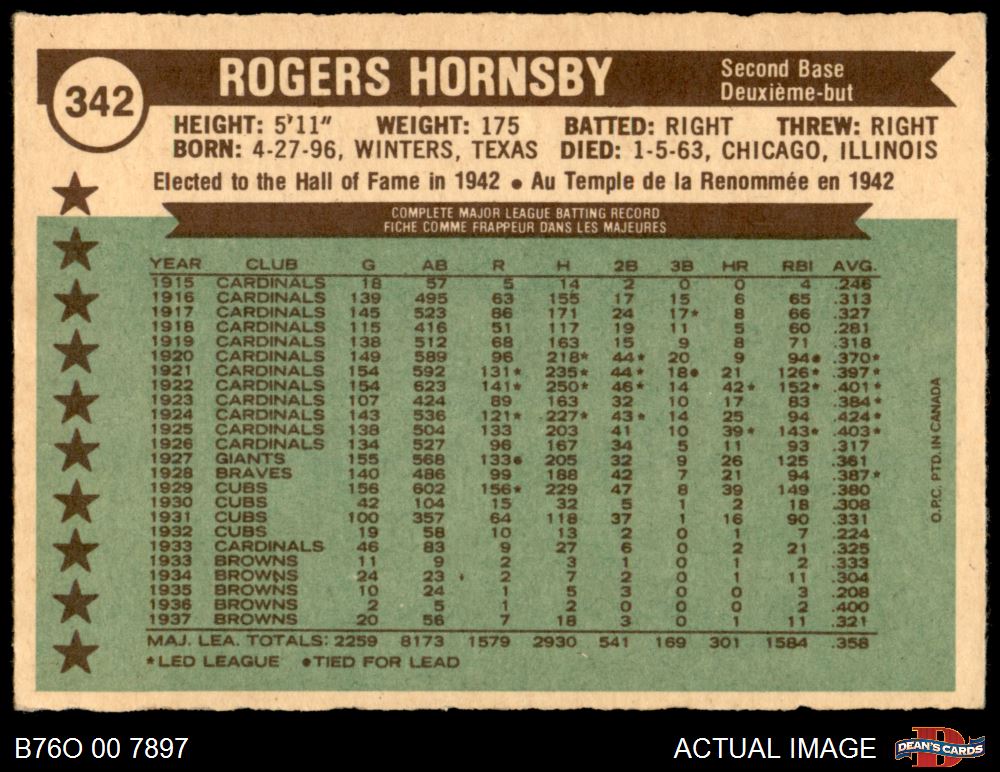 342
ROGERS HORNSBY
Second Base
Deuxième-but
HEIGHT: 5'11" WEIGHT: 175 BATTED: RIGHT THREW: RIGHT
BORN: 4-27-96, WINTERS, TEXAS DIED: 1-5-63, CHICAGO, ILLINOIS
Elected to the Hall of Fame in 1942 • Au Temple de la Renommée en 1942
COMPLETE MAJOR LEAGUE BATTING RECORD
FICHE COMME FRAPPEUR DANS LES MAJEURES
YEAR CLUB G AB R H 2B 3B HR RBI AVG.
1915 CARDINALS 18 57 5 14 2 0 0 4 .246
1916 CARDINALS 139 495 63 155 17 15 6 65 .313
1917 CARDINALS 145 523 86 171 24 17* 8 66 .327
1918 CARDINALS 115 416 51 117 19 11 5 60 .281
1919 CARDINALS 138 512 68 163 15 9 8 71 .318
1920 CARDINALS 149 589 96 218* 44* 20 9 94• .370*
1921 CARDINALS 154 592 131* 235* 44* 18• 21 126* .397*
1922 CARDINALS 154 623 141* 250* 46* 14 42* 152* .401*
1923 CARDINALS 107 424 89 163 32 10 17 83 .384*
1924 CARDINALS 143 536 121* 227* 43* 14 25 94 .424*
1925 CARDINALS 138 504 133 203 41 10 39* 143* .403*
1926 CARDINALS 134 527 96 167 34 5 11 93 .317
1927 GIANTS 155 568 133• 205 32 9 26 125 .361
1928 BRAVES 140 486 99 188 42 7 21 94 .387*
1929 CUBS 156 602 156* 229 47 8 39 149 .380
1930 CUBS 42 104 15 32 5 1 2 18 .308
1931 CUBS 100 357 64 118 37 1 16 90 .331
1932 CUBS 19 58 10 13 2 0 1 7 .224
1933 CARDINALS 46 83 9 27 6 0 2 21 .325
1933 BROWNS 11 9 2 3 1 0 1 2 .333
1934 BROWNS 24 23 2 7 2 0 1 11 .304
1935 BROWNS 10 24 1 5 3 0 0 3 .208
1936 BROWNS 2 5 1 2 0 0 0 2 .400
1937 BROWNS 20 56 7 18 3 0 1 11 .321
MAJ. LEA. TOTALS: 2259 8173 1579 2930 541 169 301 1584 .358
*LED LEAGUE •TIED FOR LEAD
O.P.C. PTD. IN CANADA
B76O 00 7897
ACTUAL IMAGE
D
DEAN'S CARDS